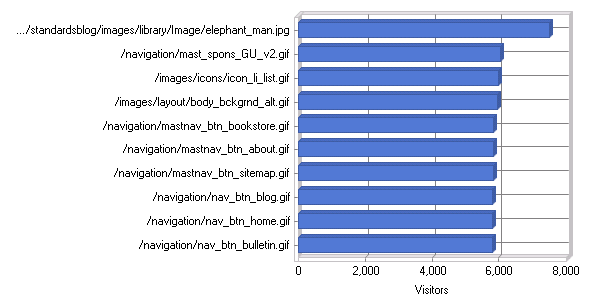 .../standardsblog/images/library/Image/elephant_man.jpg
/navigation/mast_spons_GU_v2.gif
/images/icons/icon_li_list.gif
/images/layout/body_bckgrnd_alt.gif
/navigation/mastnav_btn_bookstore.gif
/navigation/mastnav_btn_about.gif
/navigation/mastnav_btn_sitemap.gif
/navigation/nav_btn_blog.gif
/navigation/nav_btn_home.gif
/navigation/nav_btn_bulletin.gif
0 2,000 4,000 6,000 8,000
Visitors